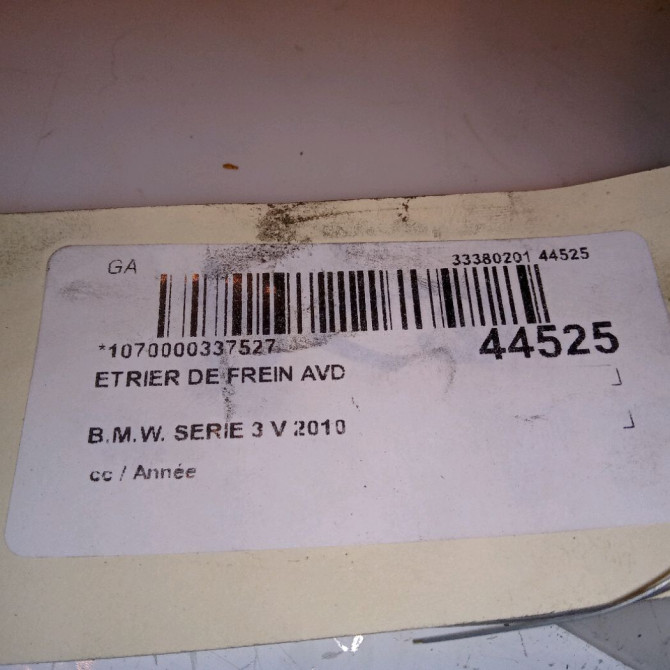 GA 33380201 44525
*1070000337527 44525
ETRIER DE FREIN AVD
B.M.W. SERIE 3 V 2010
cc / Année